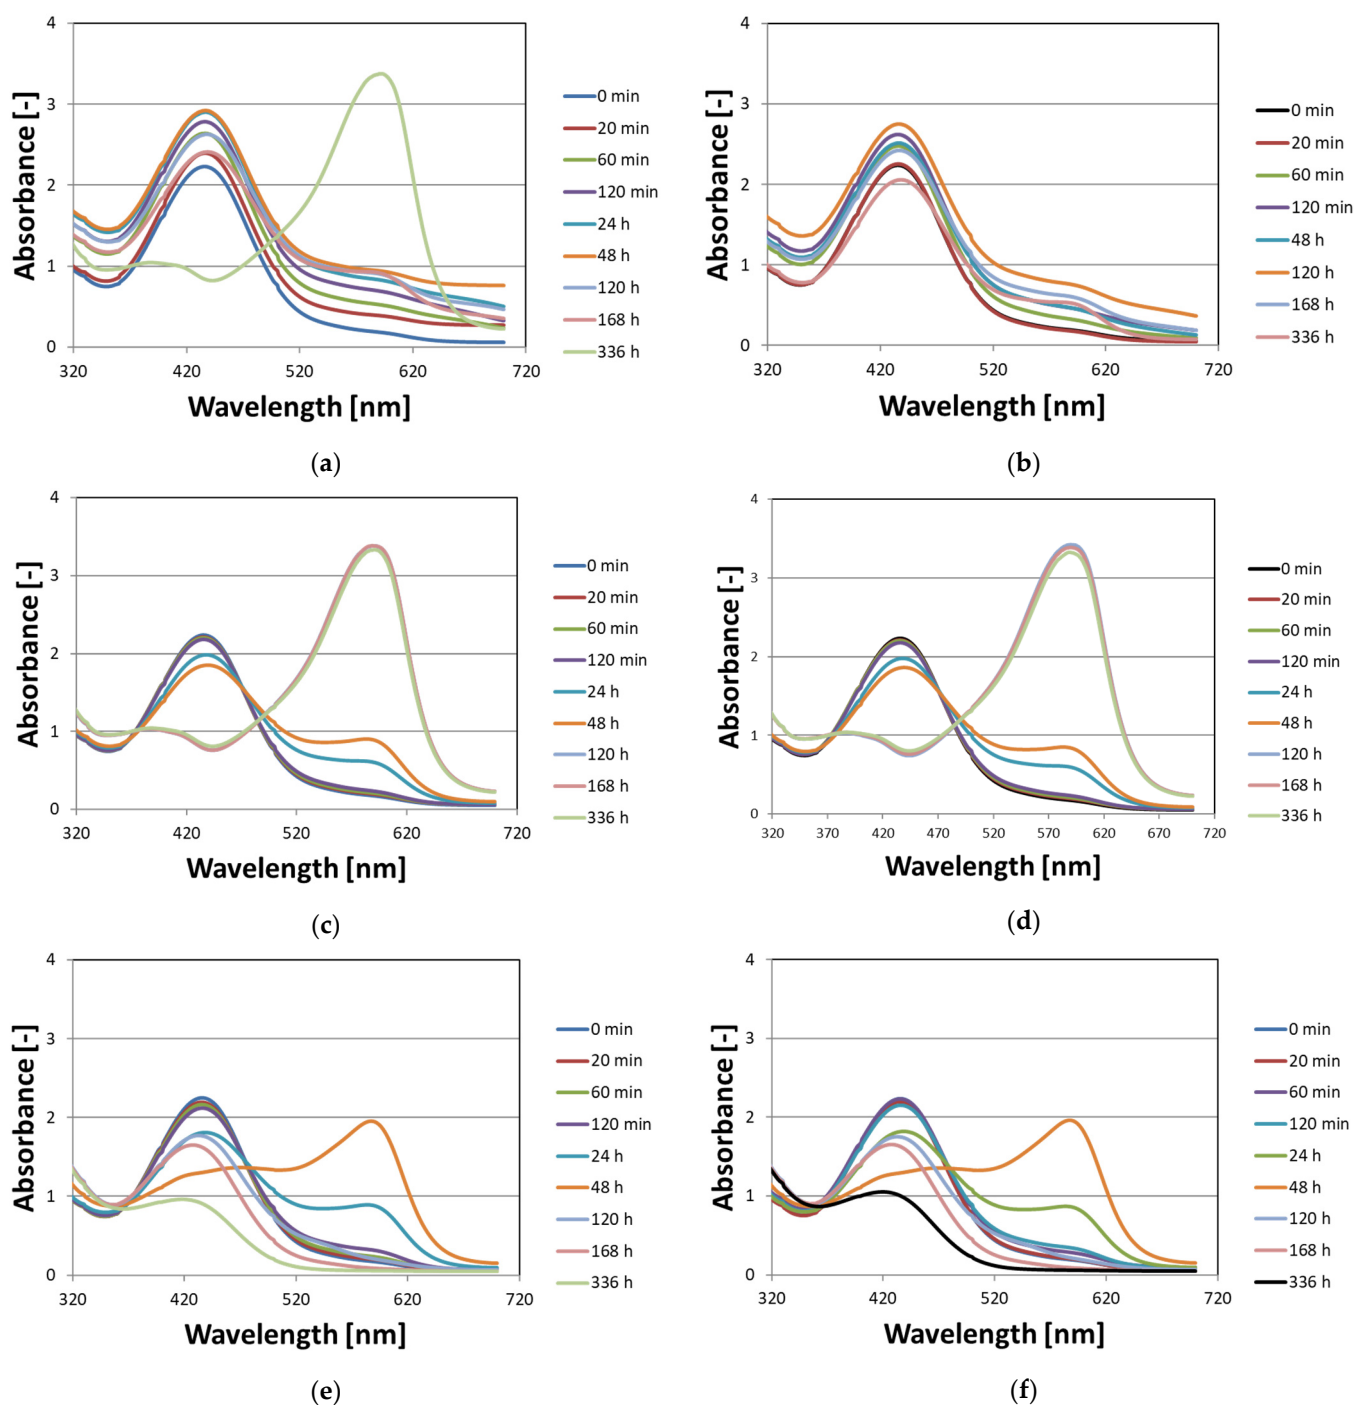 Absorbance [-]
4
3
2
1
0
320 420 520 620 720
Wavelength [nm]
0 min
20 min
60 min
120 min
24 h
48 h
120 h
168 h
336 h
(a)
Absorbance [-]
4
3
2
1
0
320 420 520 620 720
Wavelength [nm]
0 min
20 min
60 min
120 min
48 h
120 h
168 h
336 h
(b)
Absorbance [-]
4
3
2
1
0
320 420 520 620 720
Wavelength [nm]
0 min
20 min
60 min
120 min
24 h
48 h
120 h
168 h
336 h
(c)
Absorbance [-]
4
3
2
1
0
320 370 420 470 520 570 620 670 720
Wavelength [nm]
0 min
20 min
60 min
120 min
24 h
48 h
120 h
168 h
336 h
(d)
Absorbance [-]
4
3
2
1
0
320 420 520 620 720
Wavelength [nm]
0 min
20 min
60 min
120 min
24 h
48 h
120 h
168 h
336 h
(e)
Absorbance [-]
4
3
2
1
0
320 420 520 620 720
Wavelength [nm]
0 min
20 min
60 min
120 min
24 h
48 h
120 h
168 h
336 h
(f)